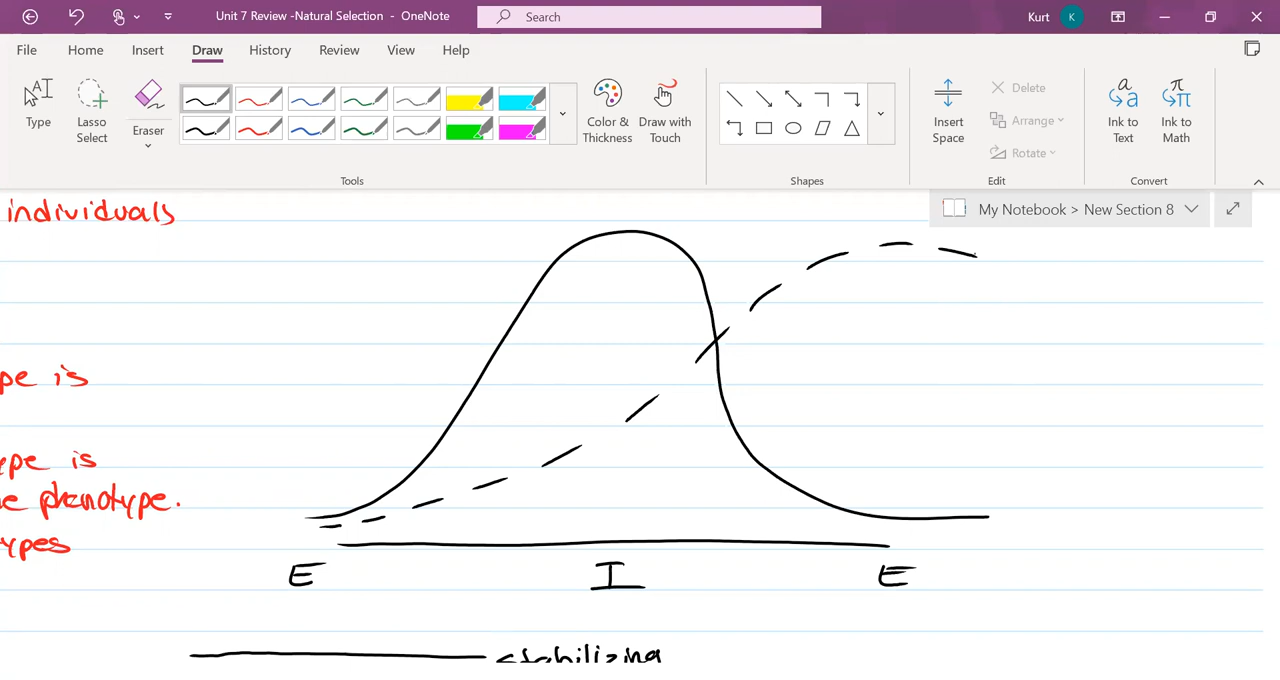 Unit 7 Review -Natural Selection - OneNote
Search
Kurt K
File Home Insert Draw History Review View Help
Type
Lasso Select
Eraser
Color & Thickness
Draw with Touch
Insert Space
Delete
Arrange
Rotate
Ink to Text
Ink to Math
Tools
Shapes
Edit
Convert
individuals
My Notebook > New Section 8
pe is
ype is
e phenotype.
types
E I E
stabilizing